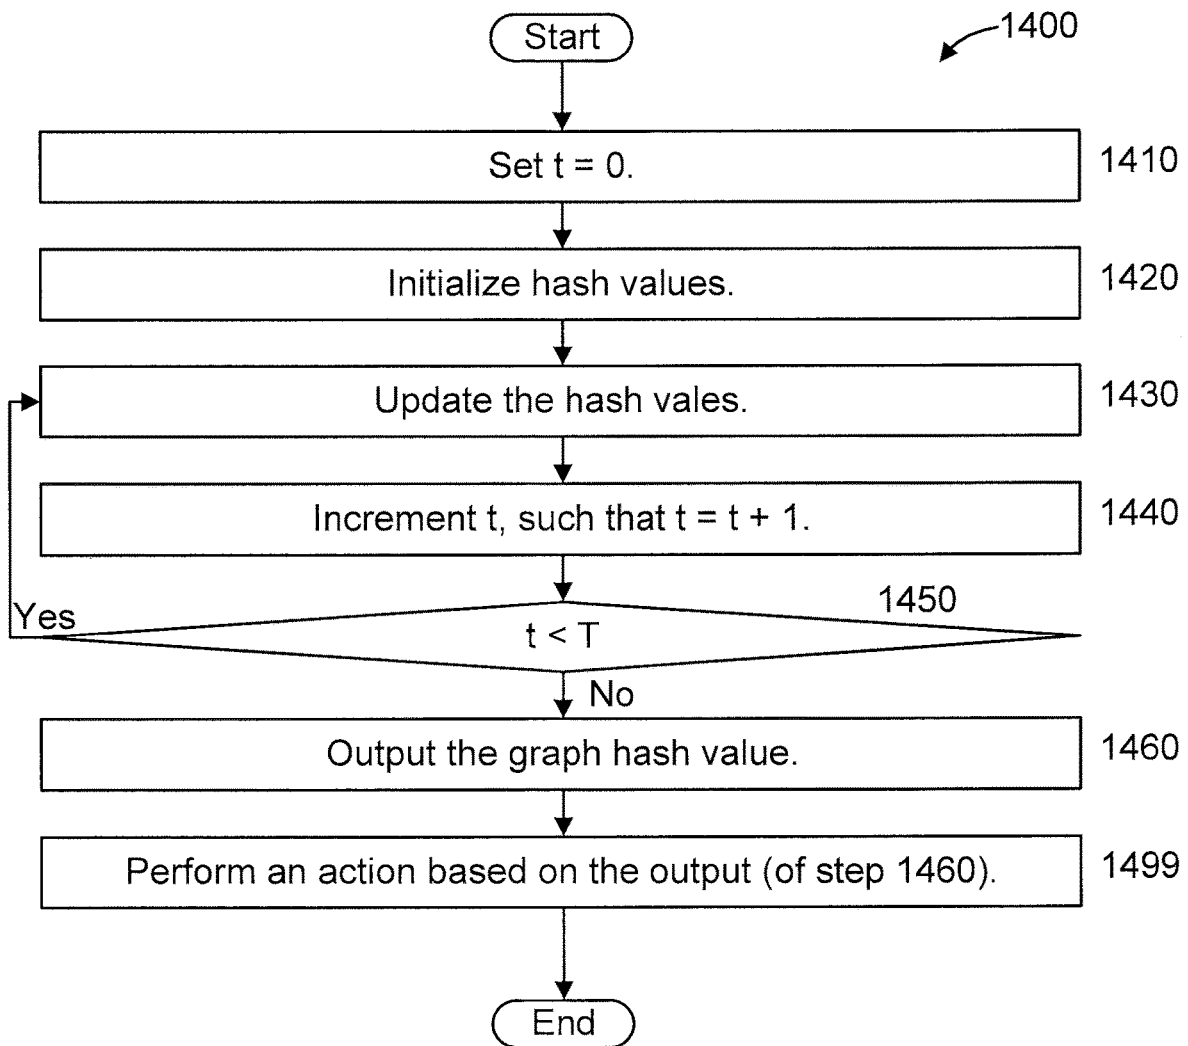 Start
1400
Set t = 0.
1410
Initialize hash values.
1420
Update the hash vales.
1430
Increment t, such that t = t + 1.
1440
1450
Yes
t < T
No
Output the graph hash value.
1460
Perform an action based on the output (of step 1460).
1499
End